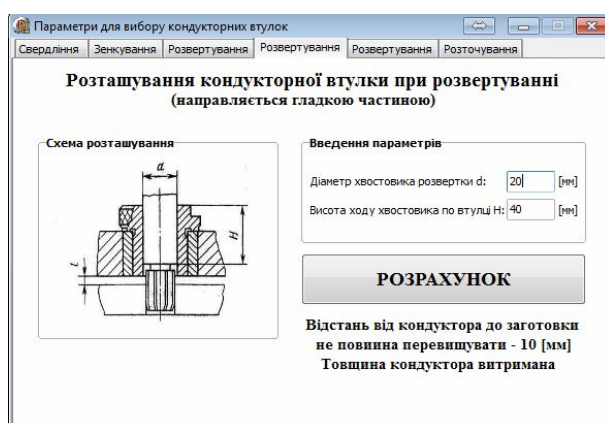 Параметри для вибору кондукторних втулок
Свердління Зенкування Розвертування Розвертування Розвертування Розточування
Розташування кондукторної втулки при розвертуванні
(направляється гладкою частиною)
Схема розташування
d
H
t
Введення параметрів
Діаметр хвостовика розвертки d: 20 [мм]
Висота ходу хвостовика по втулці H: 40 [мм]
РОЗРАХУНОК
Відстань від кондуктора до заготовки
не повиина перевищувати - 10 [мм]
Товщина кондуктора витримана